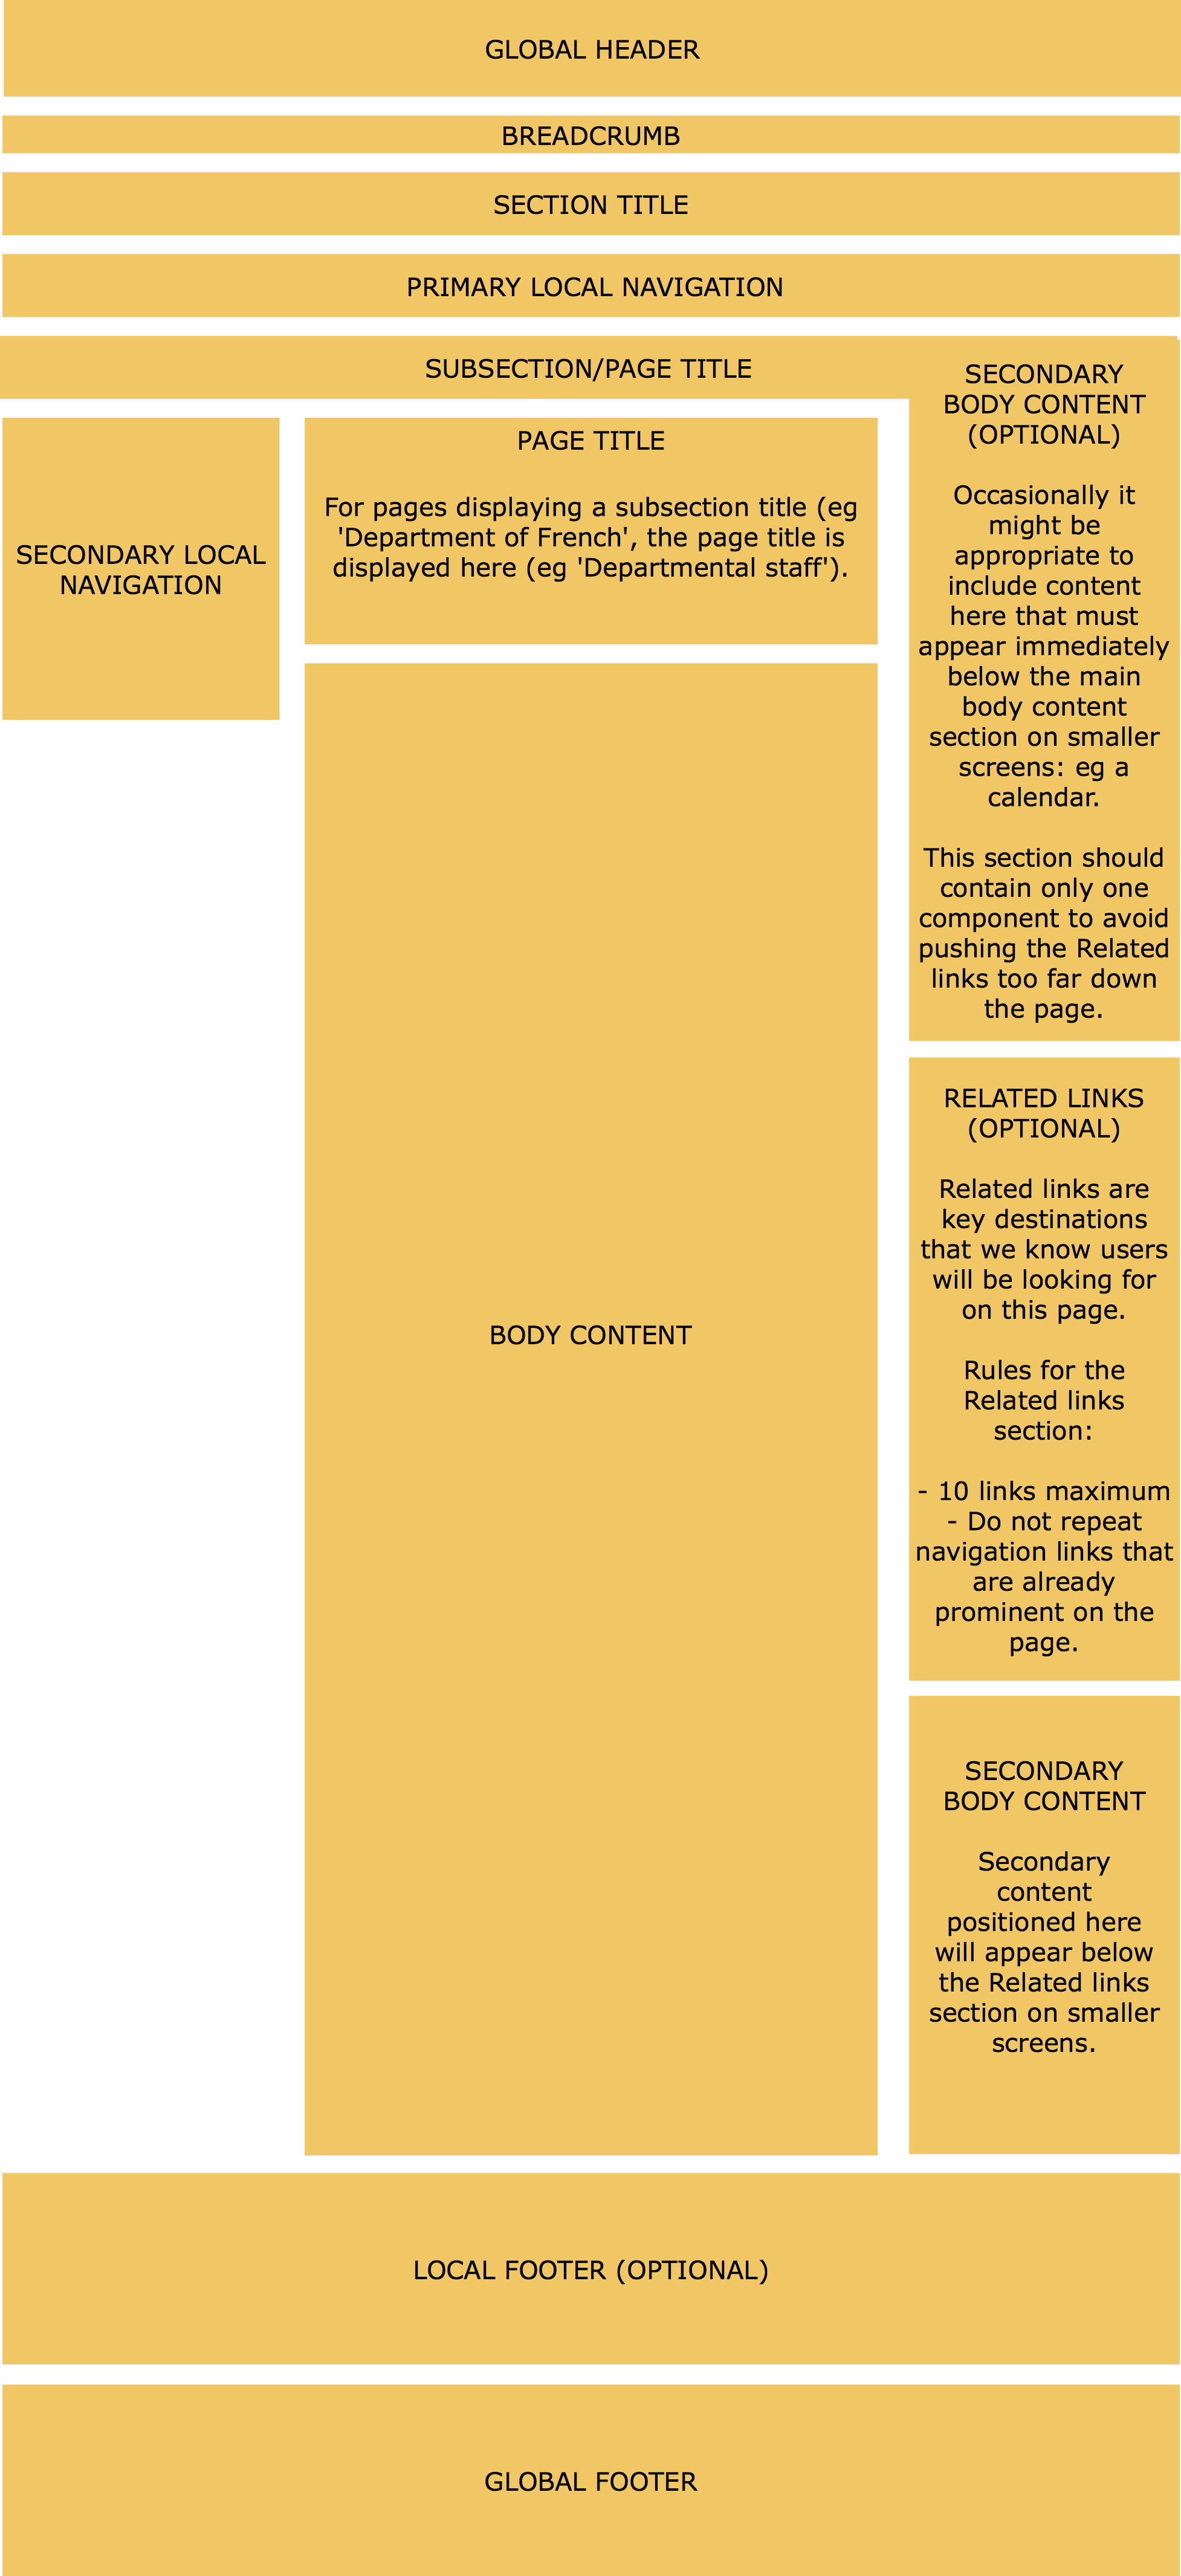 GLOBAL HEADER
BREADCRUMB
SECTION TITLE
PRIMARY LOCAL NAVIGATION
SUBSECTION/PAGE TITLE
SECONDARY LOCAL
NAVIGATION
PAGE TITLE
For pages displaying a subsection title (eg
'Department of French', the page title is
displayed here (eg 'Departmental staff').
BODY CONTENT
SECONDARY
BODY CONTENT
(OPTIONAL)
Occasionally it
might be
appropriate to
include content
here that must
appear immediately
below the main
body content
section on smaller
screens: eg a
calendar.
This section should
contain only one
component to avoid
pushing the Related
links too far down
the page.
RELATED LINKS
(OPTIONAL)
Related links are
key destinations
that we know users
will be looking for
on this page.
Rules for the
Related links
section:
- 10 links maximum
- Do not repeat
navigation links that
are already
prominent on the
page.
SECONDARY
BODY CONTENT
Secondary
content
positioned here
will appear below
the Related links
section on smaller
screens.
LOCAL FOOTER (OPTIONAL)
GLOBAL FOOTER